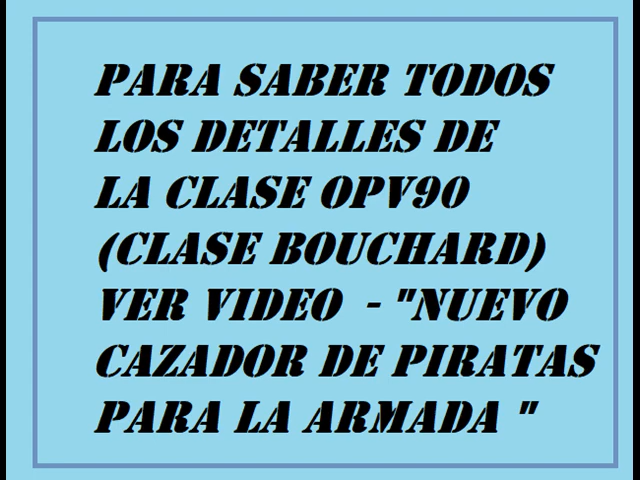 PARA SABER TODOS
LOS DETALLES DE
LA CLASE OPV90
(CLASE BOUCHARD)
VER VIDEO - "NUEVO
CAZADOR DE PIRATAS
PARA LA ARMADA "